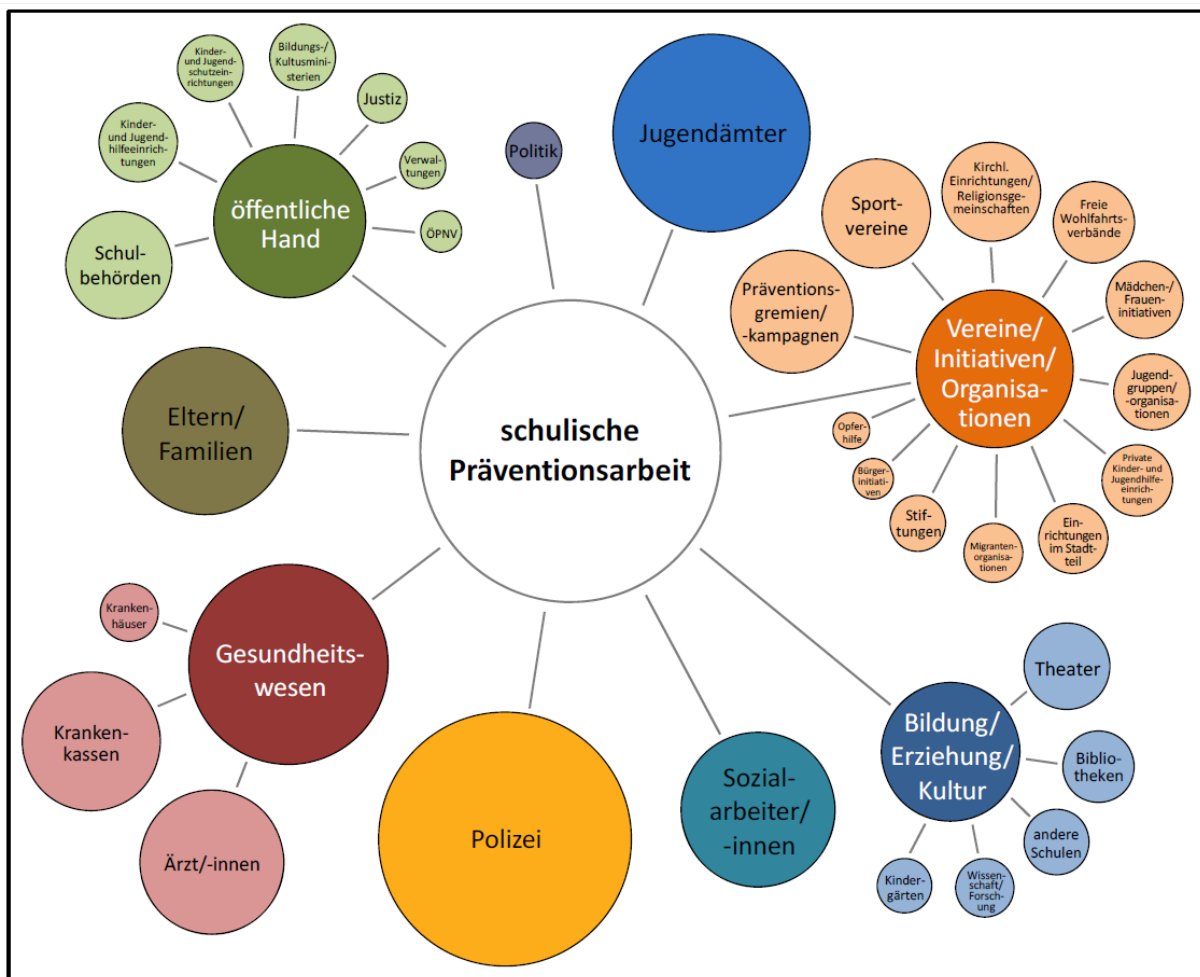 Kinder-
und Jugend-
schutzein-
richtungen
Bildungs-/
Kultusmini-
sterien
Justiz
Kinder-
und Jugend-
hilfeeinrich-
tungen
Verwal-
tungen
öffentliche
Hand
ÖPNV
Schul-
behörden
Politik
Jugendämter
Kirchl.
Einrichtungen/
Religionsge-
meinschaften
Sport-
vereine
Freie
Wohlfahrts-
verbände
Präventions-
gremien/
-kampagnen
Mädchen-/
Frauen-
initiativen
Vereine/
Initiativen/
Organisa-
tionen
Jugend-
gruppen/
-organisa-
tionen
Opfer-
hilfe
Bürger-
initiati-
ven
Private
Kinder- und
Jugendhilfe-
einrich-
tungen
Stif-
tungen
Migranten-
organisa-
tionen
Ein-
richtungen
im Stadt-
teil
Eltern/
Familien
schulische
Präventionsarbeit
Kranken-
häuser
Gesundheits-
wesen
Kranken-
kassen
Ärzt/-innen
Polizei
Sozial-
arbeiter/
-innen
Bildung/
Erziehung/
Kultur
Theater
Biblio-
theken
andere
Schulen
Kinder-
gärten
Wissen-
schaft/
Forsch-
ung